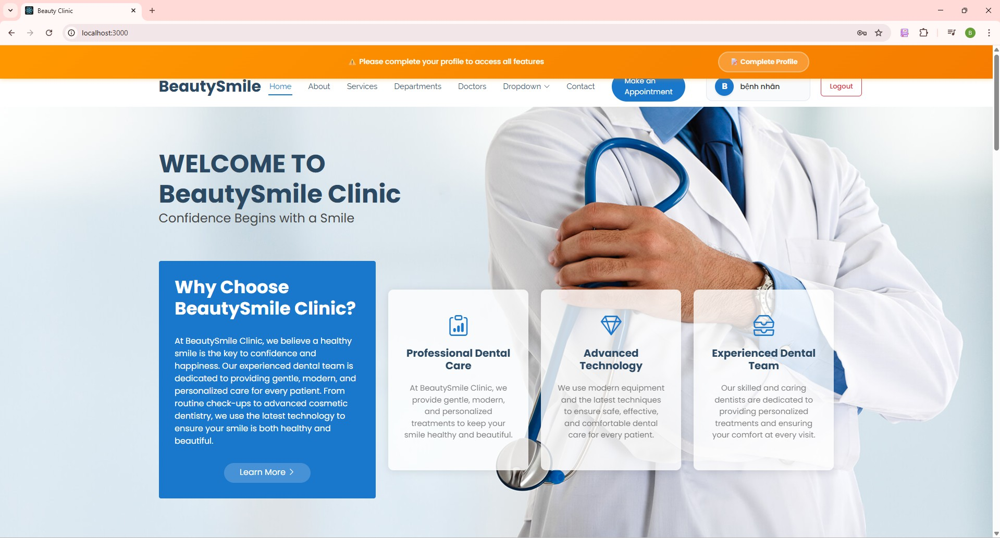 Beauty Clinic
localhost:3000
B
⚠️ Please complete your profile to access all features
📝 Complete Profile
BeautySmile
Home
About
Services
Departments
Doctors
Dropdown
Contact
Make an
Appointment
B
bệnh nhân
Logout
WELCOME TO
BeautySmile Clinic
Confidence Begins with a Smile
Why Choose
BeautySmile Clinic?
At BeautySmile Clinic, we believe a healthy
smile is the key to confidence and
happiness. Our experienced dental team is
dedicated to providing gentle, modern, and
personalized care for every patient. From
routine check-ups to advanced cosmetic
dentistry, we use the latest technology to
ensure your smile is both healthy and
beautiful.
Learn More
Professional Dental
Care
At BeautySmile Clinic, we
provide gentle, modern,
and personalized
treatments to keep your
smile healthy and beautiful.
Advanced
Technology
We use modern equipment
and the latest techniques
to ensure safe, effective,
and comfortable dental
care for every patient.
Experienced Dental
Team
Our skilled and caring
dentists are dedicated to
providing personalized
treatments and ensuring
your comfort at every visit.